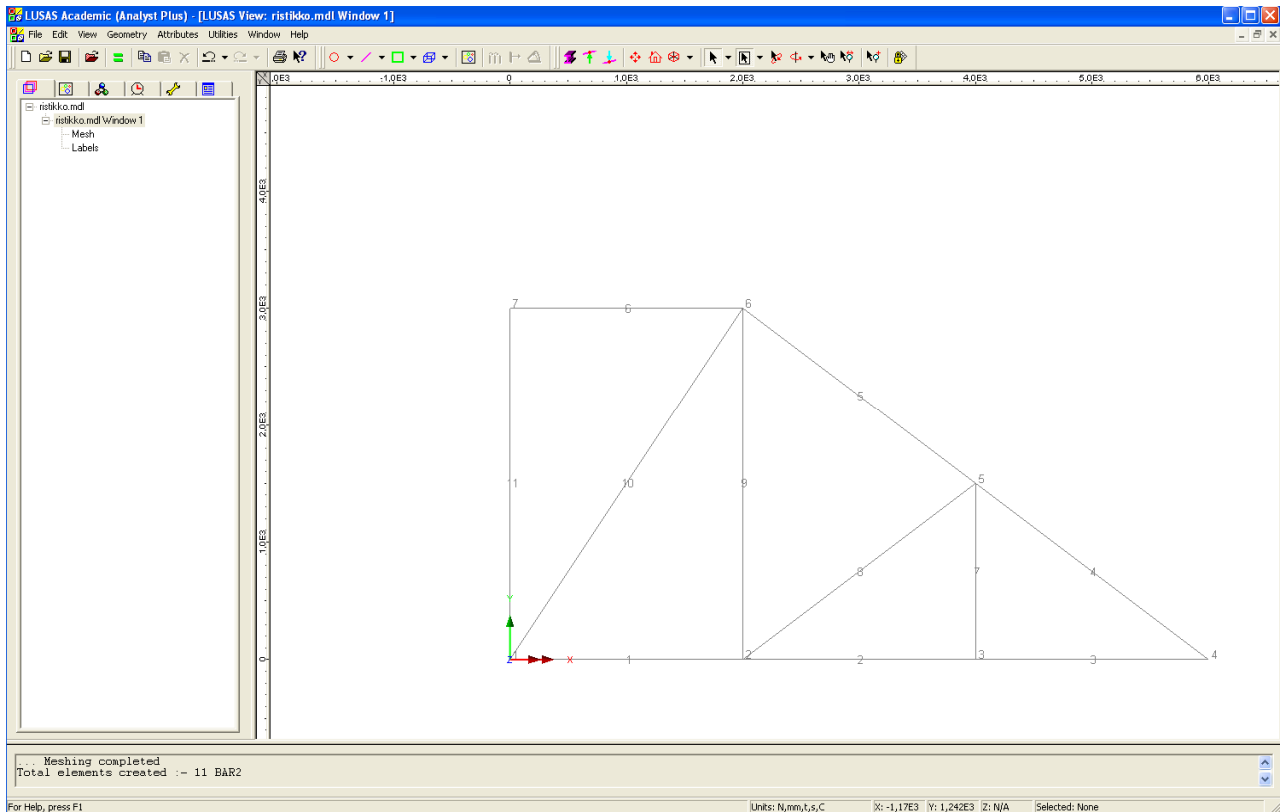 LUSAS Academic (Analyst Plus) - [LUSAS View: ristikko.mdl Window 1]
File Edit View Geometry Attributes Utilities Window Help
,0E3 -1,0E3 0 1,0E3 2,0E3 3,0E3 4,0E3 5,0E3 6,0E3
ristikko.mdl
ristikko.mdl Window 1
Mesh
Labels
4,0E3
3,0E3
2,0E3
1,0E3
0
7 6 6
5
5
11 10 9
8 7 4
Y
Z 1 X 1 2 2 3 3 4
... Meshing completed
Total elements created :- 11 BAR2
For Help, press F1 Units: N,mm,t,s,C X: -1,17E3 Y: 1,242E3 Z: N/A Selected: None